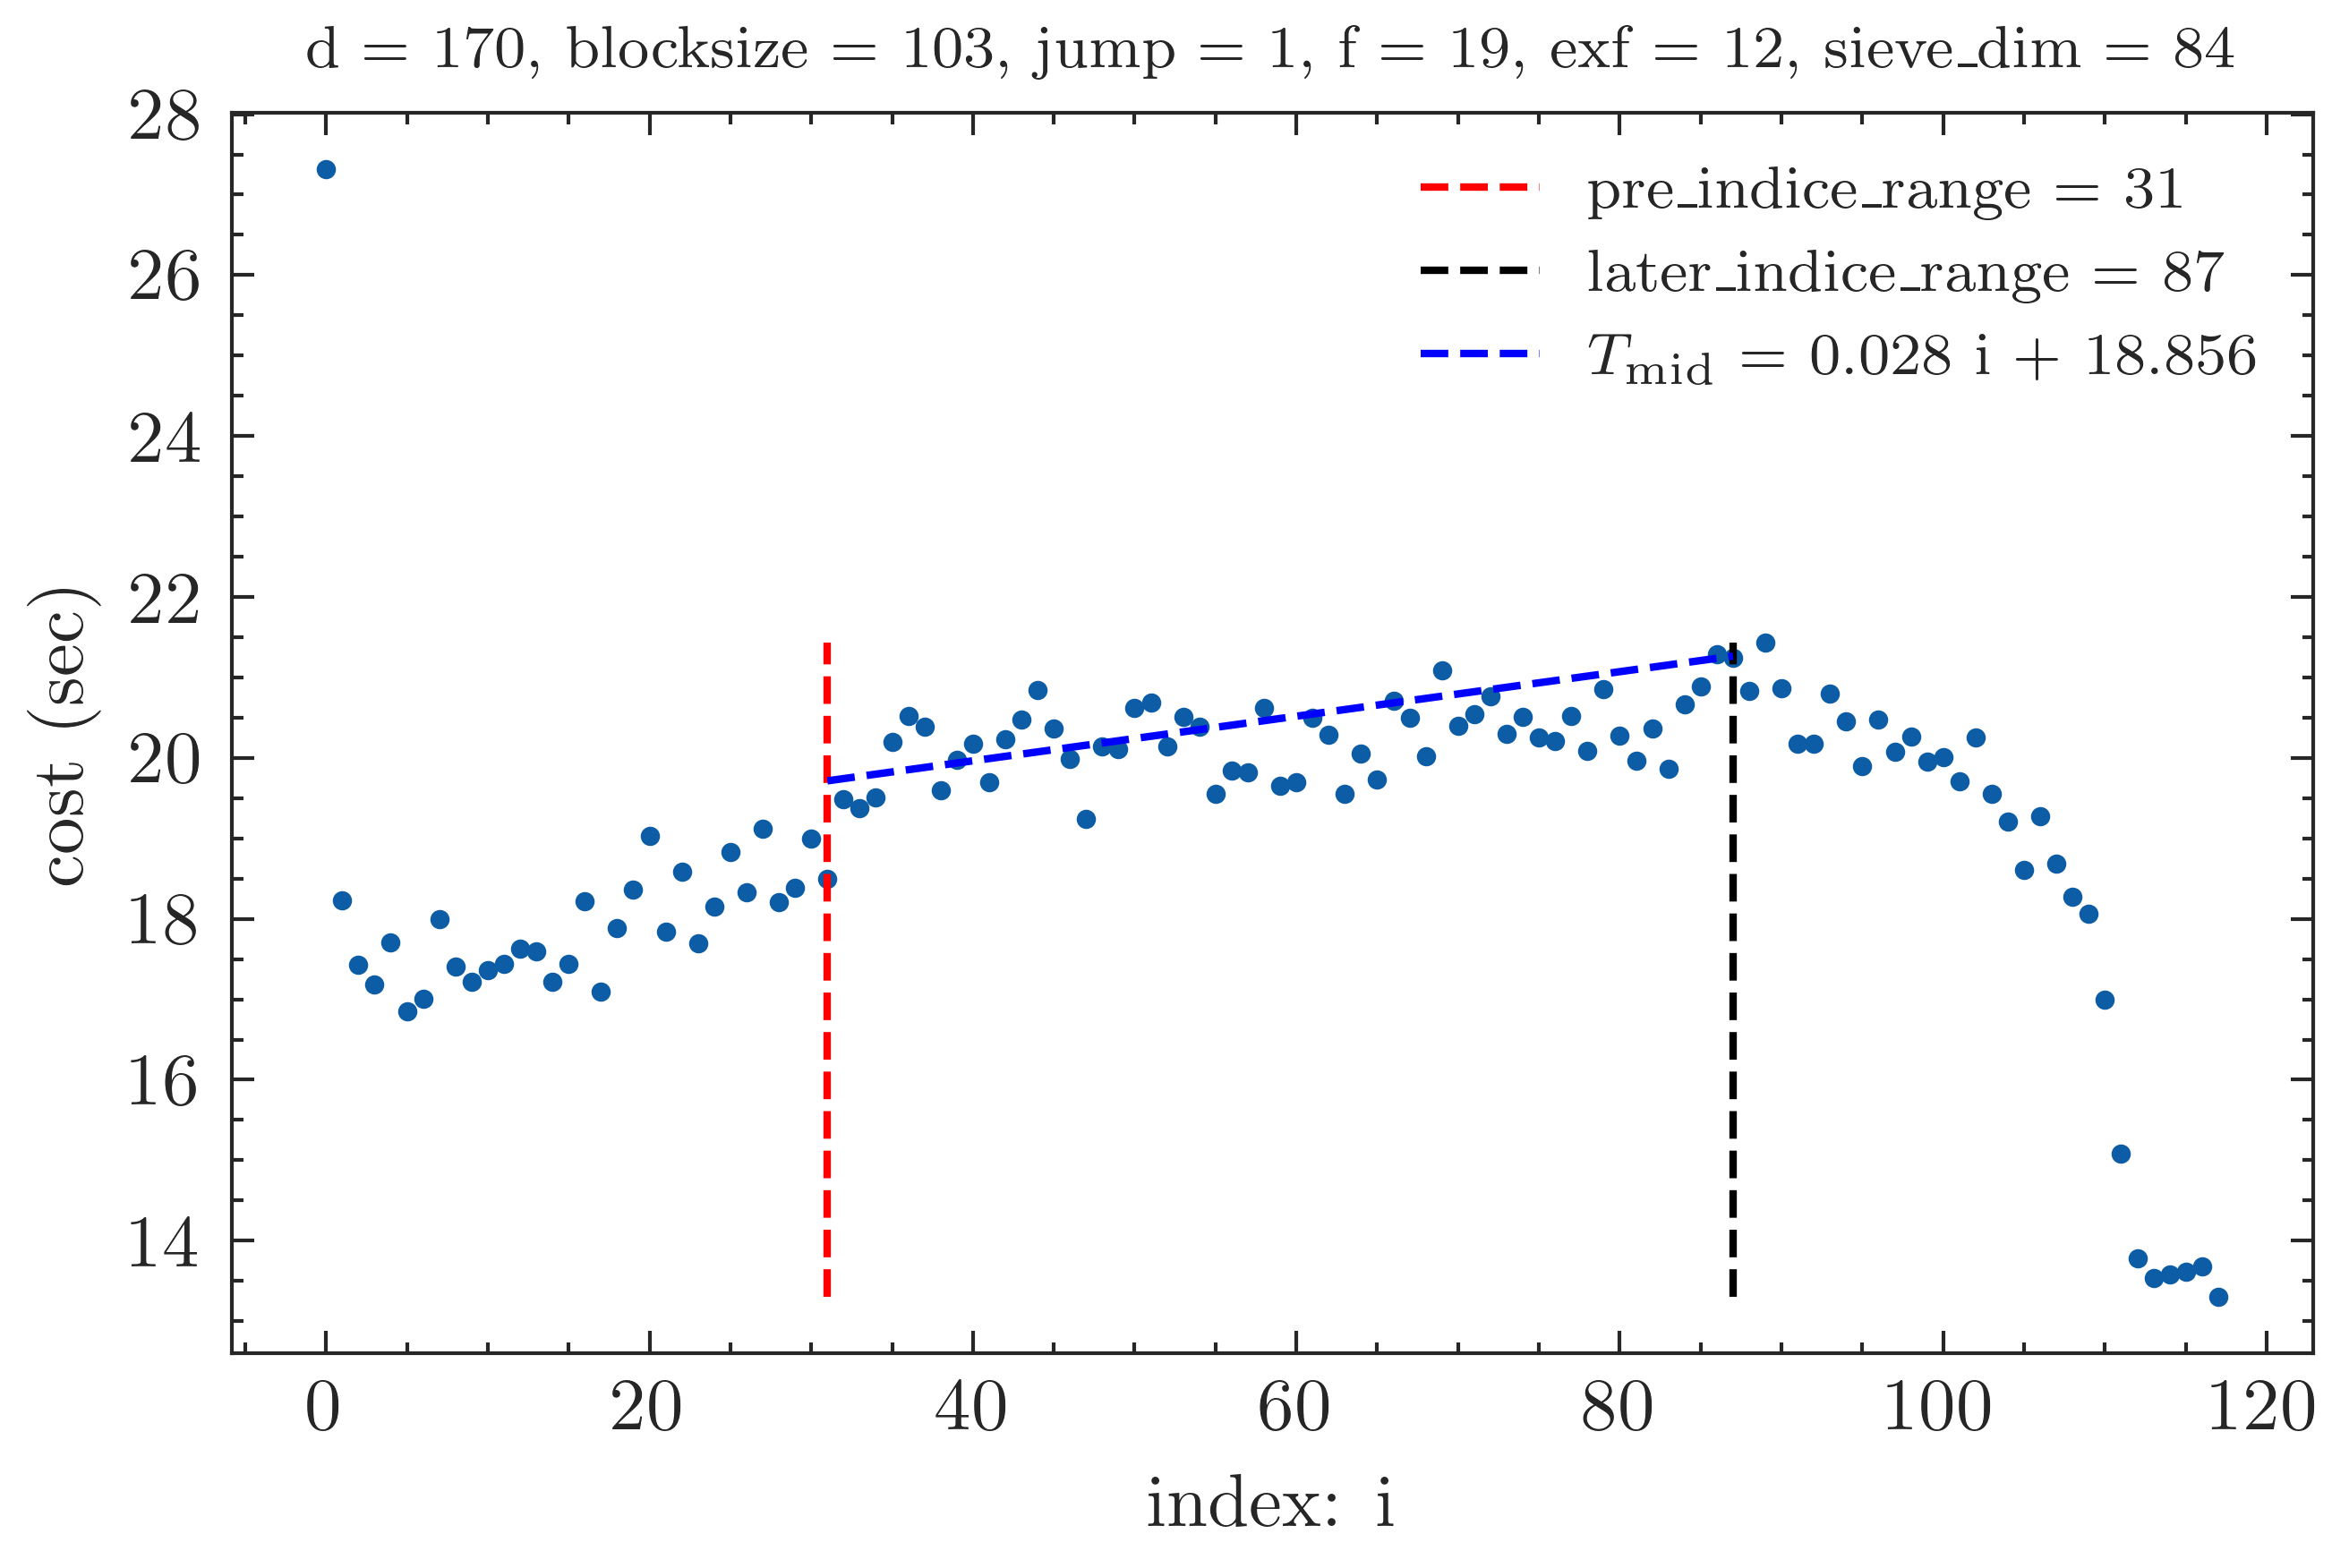 d = 170, blocksize = 103, jump = 1, f = 19, exf = 12, sieve_dim = 84
28
26
24
22
20
18
16
14
cost (sec)
pre_indice_range = 31
later_indice_range = 87
T_mid = 0.028 i + 18.856
0 20 40 60 80 100 120
index: i